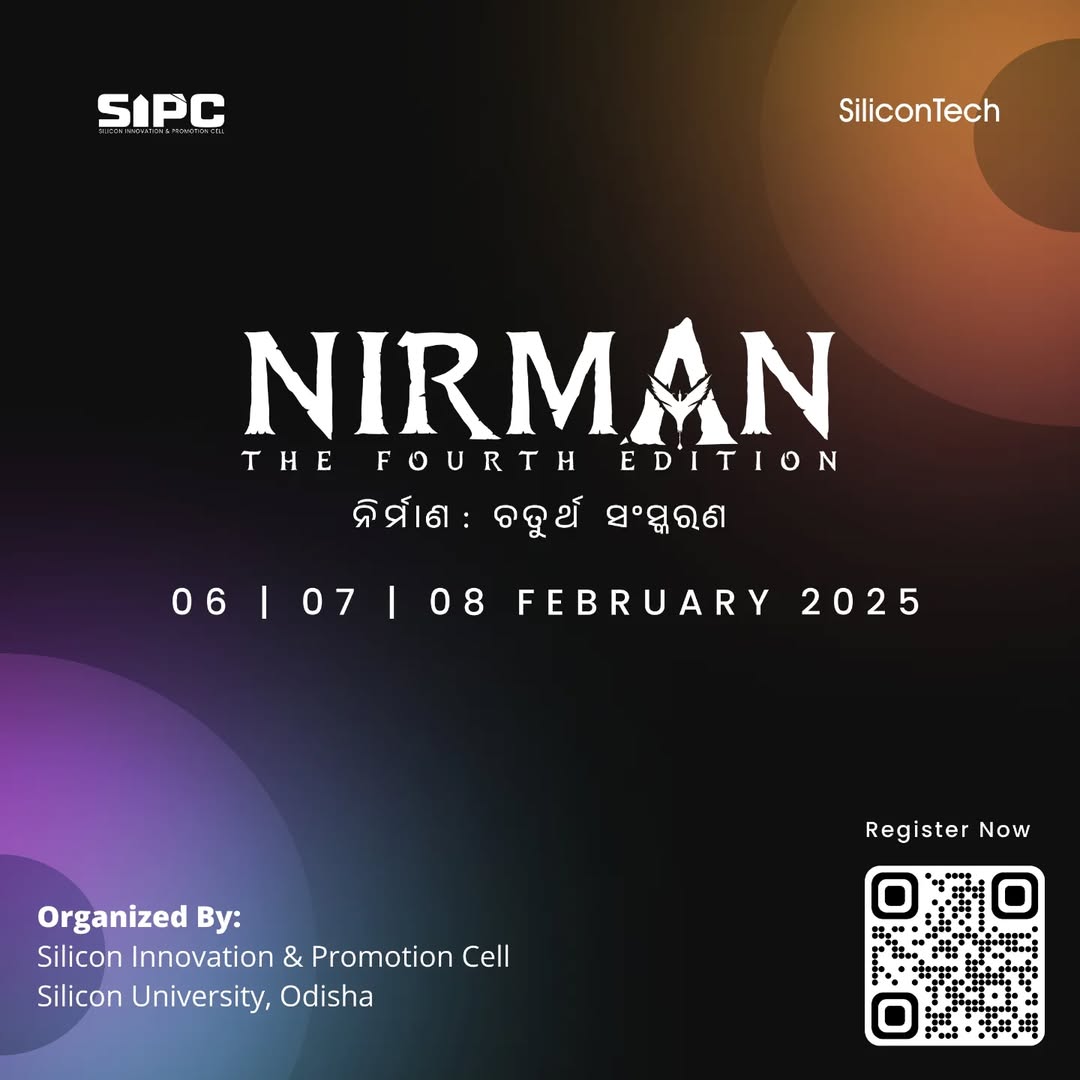 SIPC
SILICON INNOVATION & PROMOTION CELL
SiliconTech
NIRMAN
THE FOURTH EDITION
ନିର୍ମାଣ : ଚତୁର୍ଥ ସଂସ୍କରଣ
06 | 07 | 08 FEBRUARY 2025
Register Now
Organized By:
Silicon Innovation & Promotion Cell
Silicon University, Odisha